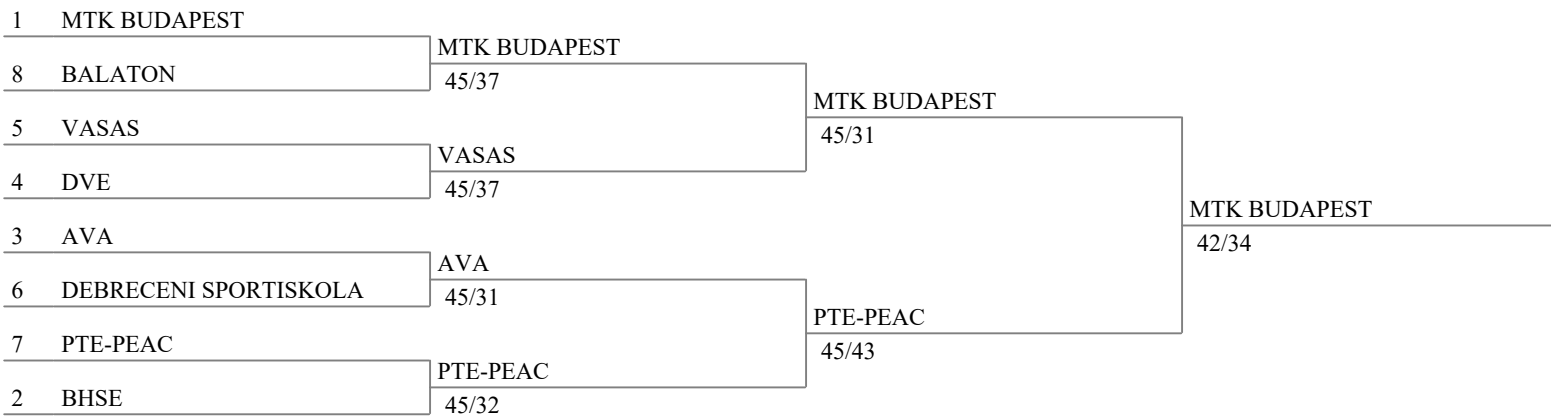 1 MTK BUDAPEST
MTK BUDAPEST
8 BALATON
45/37
MTK BUDAPEST
5 VASAS
45/31
VASAS
4 DVE
45/37
MTK BUDAPEST
3 AVA
42/34
AVA
6 DEBRECENI SPORTISKOLA
45/31
PTE-PEAC
7 PTE-PEAC
45/43
PTE-PEAC
2 BHSE
45/32